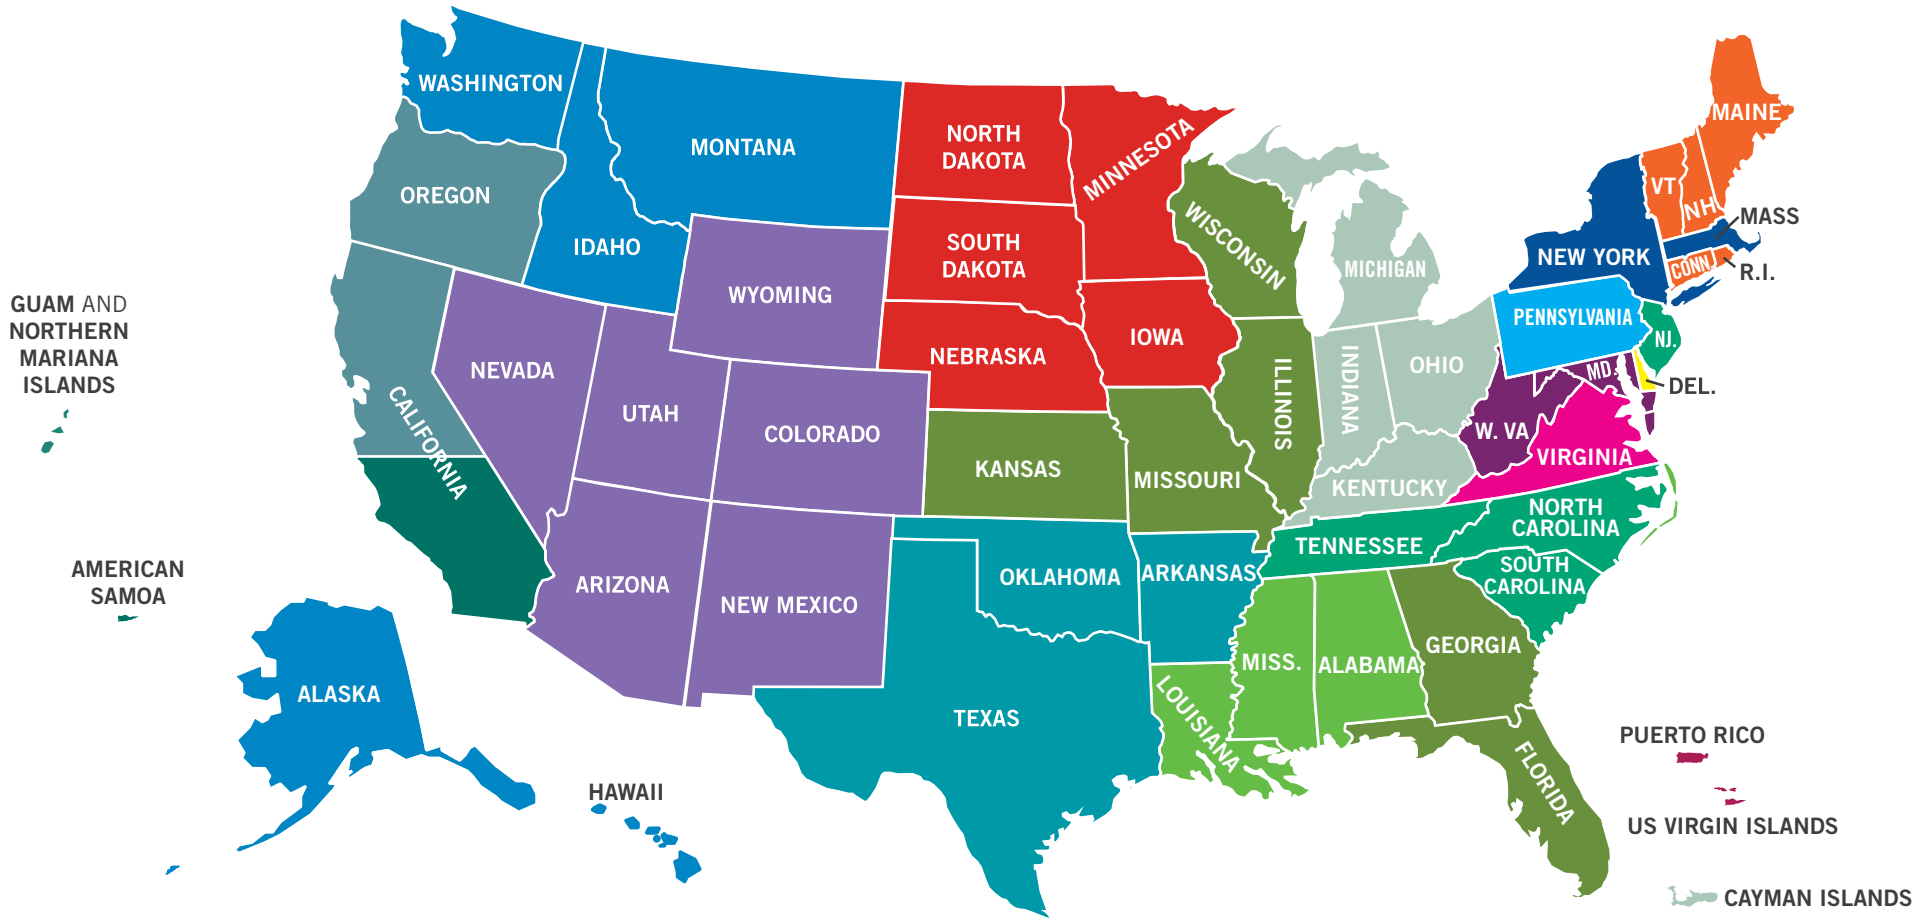 WASHINGTON
MONTANA
NORTH
DAKOTA
MINNESOTA
MAINE
OREGON
IDAHO
VT
NH
MASS
WISCONSIN
SOUTH
DAKOTA
MICHIGAN
NEW YORK
CONN.
R.I.
GUAM AND
NORTHERN
MARIANA
ISLANDS
WYOMING
NEBRASKA
IOWA
PENNSYLVANIA
NJ.
NEVADA
UTAH
COLORADO
ILLINOIS
INDIANA
OHIO
MD.
DEL.
CALIFORNIA
KANSAS
MISSOURI
W. VA
VIRGINIA
KENTUCKY
NORTH
CAROLINA
TENNESSEE
AMERICAN
SAMOA
ARIZONA
NEW MEXICO
OKLAHOMA
ARKANSAS
SOUTH
CAROLINA
GEORGIA
MISS.
ALABAMA
ALASKA
TEXAS
LOUISIANA
FLORIDA
PUERTO RICO
HAWAII
US VIRGIN ISLANDS
CAYMAN ISLANDS